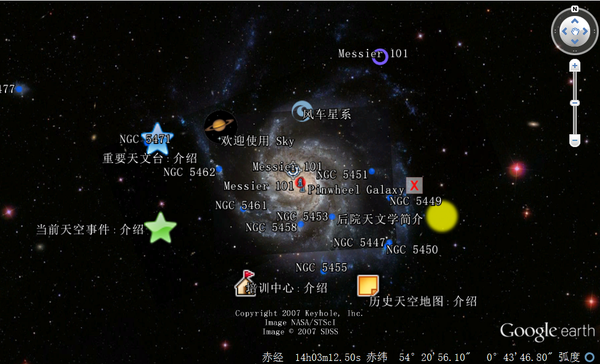 N
Messier 101
5477
风车星系
NGC 5471
欢迎使用 Sky
重要天文台:介绍
Messier 101
NGC 5462
NGC 5451
Messier 101
Pinwheel Galaxy
X
NGC 5449
NGC 5461
NGC 5453
后院天文学简介
当前天空事件:介绍
NGC 5458
NGC 5447
NGC 5450
NGC 5455
培训中心:介绍
历史天空地图:介绍
Copyright 2007 Keyhole, Inc.
Image NASA/STScI
Image © 2007 SDSS
Google earth
赤经 14h03m12.50s 赤纬 54° 20'56.10" 0° 43'46.80" 弧度